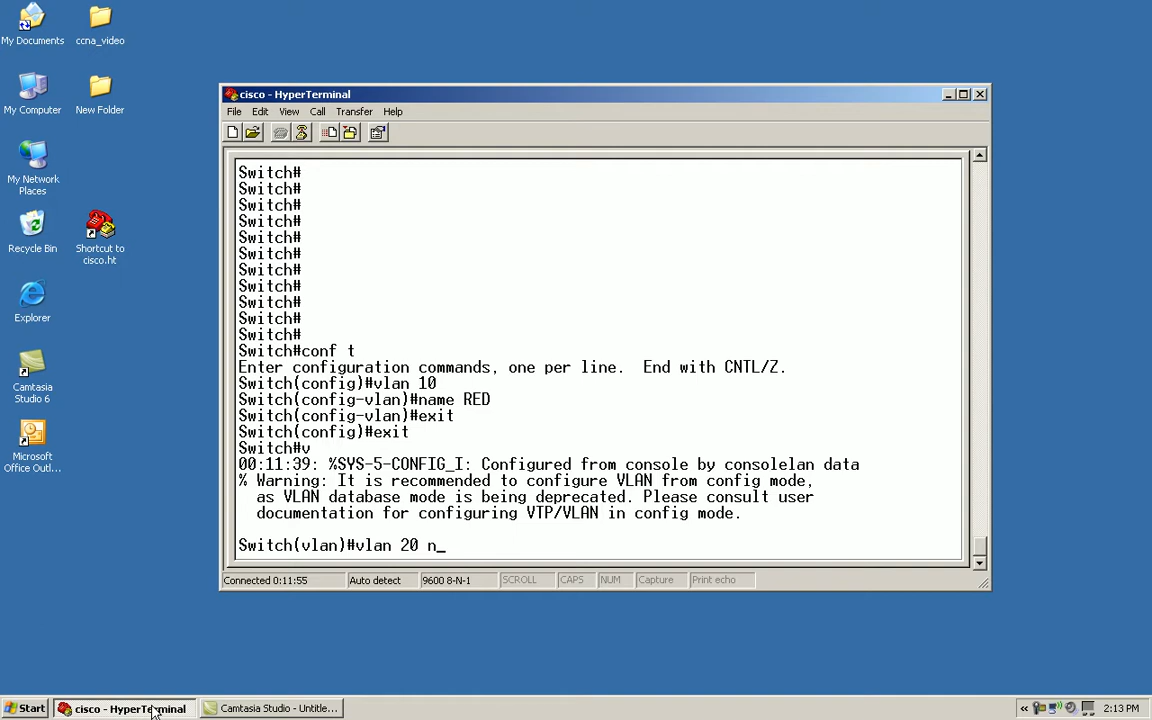 My Documents
ccna_video
My Computer
New Folder
My Network
Places
Recycle Bin
Shortcut to
cisco.ht
Explorer
Camtasia
Studio 6
Microsoft
Office Outl...
cisco - HyperTerminal
File Edit View Call Transfer Help
Switch#
Switch#
Switch#
Switch#
Switch#
Switch#
Switch#
Switch#
Switch#
Switch#
Switch#
Switch#conf t
Enter configuration commands, one per line.  End with CNTL/Z.
Switch(config)#vlan 10
Switch(config-vlan)#name RED
Switch(config-vlan)#exit
Switch(config)#exit
Switch#v
00:11:39: %SYS-5-CONFIG_I: Configured from console by consolelan data
% Warning: It is recommended to configure VLAN from config mode,
as VLAN database mode is being deprecated. Please consult user
documentation for configuring VTP/VLAN in config mode.
Switch(vlan)#vlan 20 n_
Connected 0:11:55 Auto detect 9600 8-N-1 SCROLL CAPS NUM Capture Print echo
Start cisco - HyperTerminal Camtasia Studio - Untitle... « 2:13 PM